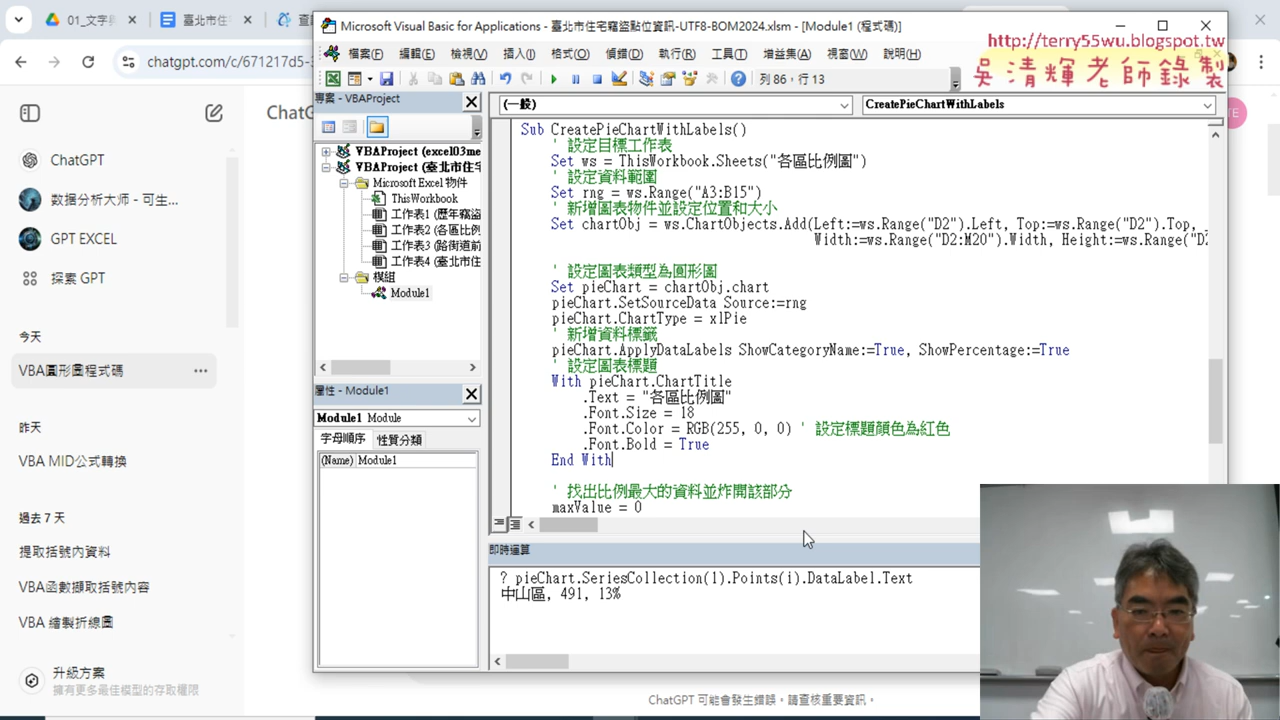 01_文字與
臺北市住宅
查
chatgpt.com/c/671217d5-
ChatG
ChatGPT
数据分析大师 - 可生...
GPT EXCEL
探索 GPT
今天
VBA圓形圖程式碼
昨天
VBA MID公式轉換
過去 7 天
提取括號內資料
VBA函數擷取括號內容
VBA 繪製折線圖
升級方案
擁有更多最佳模型的存取權限
Microsoft Visual Basic for Applications - 臺北市住宅竊盜點位資訊-UTF8-BOM2024.xlsm - [Module1 (程式碼)]
檔案(F) 編輯(E) 檢視(V) 插入(I) 格式(O) 偵錯(D) 執行(R) 工具(T) 增益集(A) 視窗(W) 說明(H)
http://terry55wu.blogspot.tw
吳清輝老師錄製
列 86, 行 13
專案 - VBAProject
VBAProject (excel03me
VBAProject (臺北市住宅
Microsoft Excel 物件
ThisWorkbook
工作表1 (歷年竊盜
工作表2 (各區比例
工作表3 (路街道前
工作表4 (臺北市住
模組
Module1
屬性 - Module1
Module1 Module
字母順序 性質分類
(Name) Module1
(一般)
CreatePieChartWithLabels
Sub CreatePieChartWithLabels()
' 設定目標工作表
Set ws = ThisWorkbook.Sheets("各區比例圖")
' 設定資料範圍
Set rng = ws.Range("A3:B15")
' 新增圖表物件並設定位置和大小
Set chartObj = ws.ChartObjects.Add(Left:=ws.Range("D2").Left, Top:=ws.Range("D2").Top, _
Width:=ws.Range("D2:M20").Width, Height:=ws.Range("D2
' 設定圖表類型為圓形圖
Set pieChart = chartObj.chart
pieChart.SetSourceData Source:=rng
pieChart.ChartType = xlPie
' 新增資料標籤
pieChart.ApplyDataLabels ShowCategoryName:=True, ShowPercentage:=True
' 設定圖表標題
With pieChart.ChartTitle
.Text = "各區比例圖"
.Font.Size = 18
.Font.Color = RGB(255, 0, 0) ' 設定標題顏色為紅色
.Font.Bold = True
End With
' 找出比例最大的資料並炸開該部分
maxValue = 0
即時運算
? pieChart.SeriesCollection(1).Points(i).DataLabel.Text
中山區, 491, 13%
ChatGPT 可能會發生錯誤。請查核重要資訊。